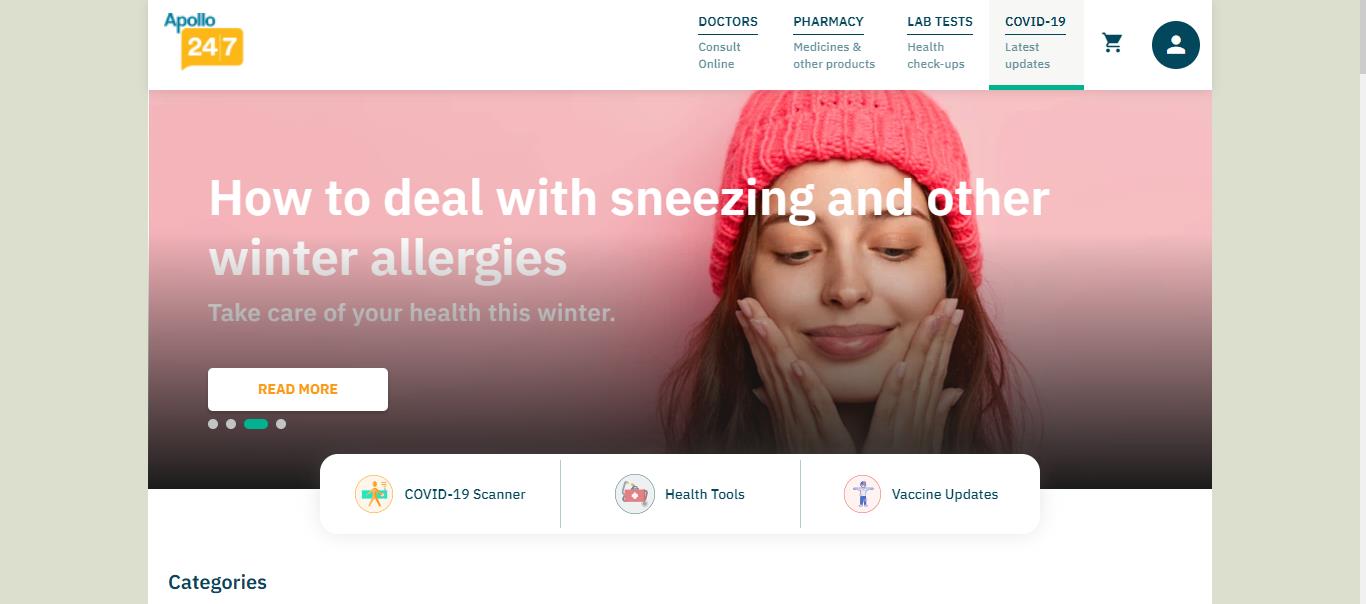 Apollo
24|7
DOCTORS
Consult
Online
PHARMACY
Medicines &
other products
LAB TESTS
Health
check-ups
COVID-19
Latest
updates
How to deal with sneezing and other
winter allergies
Take care of your health this winter.
READ MORE
COVID-19 Scanner
Health Tools
Vaccine Updates
Categories